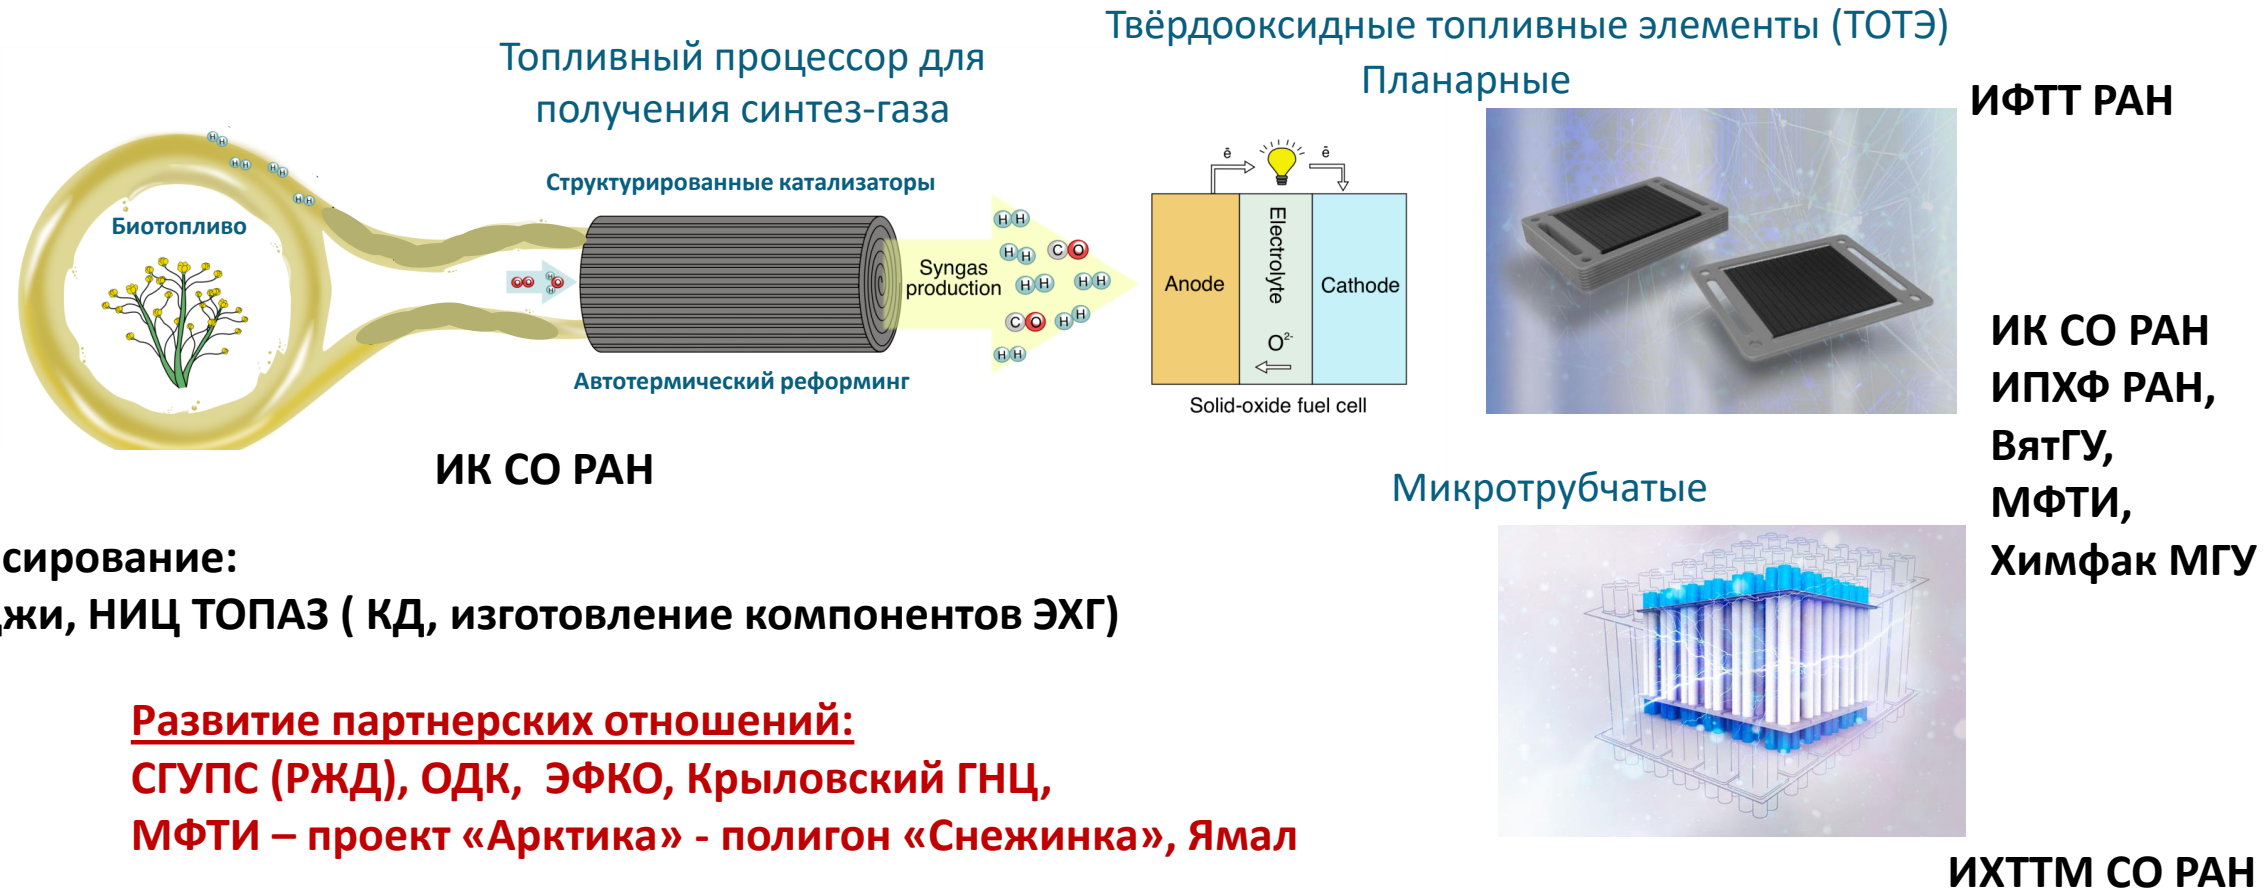 Твёрдооксидные топливные элементы (ТОТЭ)
Топливный процессор для
получения синтез-газа
Планарные
ИФТТ РАН
Структурированные катализаторы
Биотопливо
Syngas
production
Автотермический реформинг
H H
H H
H H
H H
O O
H
O
H
H H
H H
C O
H H
H H
C O
H H
H H
ē
ē
Anode
Electrolyte
O²⁻
Cathode
Solid-oxide fuel cell
ИК СО РАН
ИПХФ РАН,
ВятГУ,
МФТИ,
Химфак МГУ
ИК СО РАН
Микротрубчатые
сирование:
джи, НИЦ ТОПАЗ ( КД, изготовление компонентов ЭХГ)
Развитие партнерских отношений:
СГУПС (РЖД), ОДК, ЭФКО, Крыловский ГНЦ,
МФТИ – проект «Арктика» - полигон «Снежинка», Ямал
ИХТТМ СО РАН